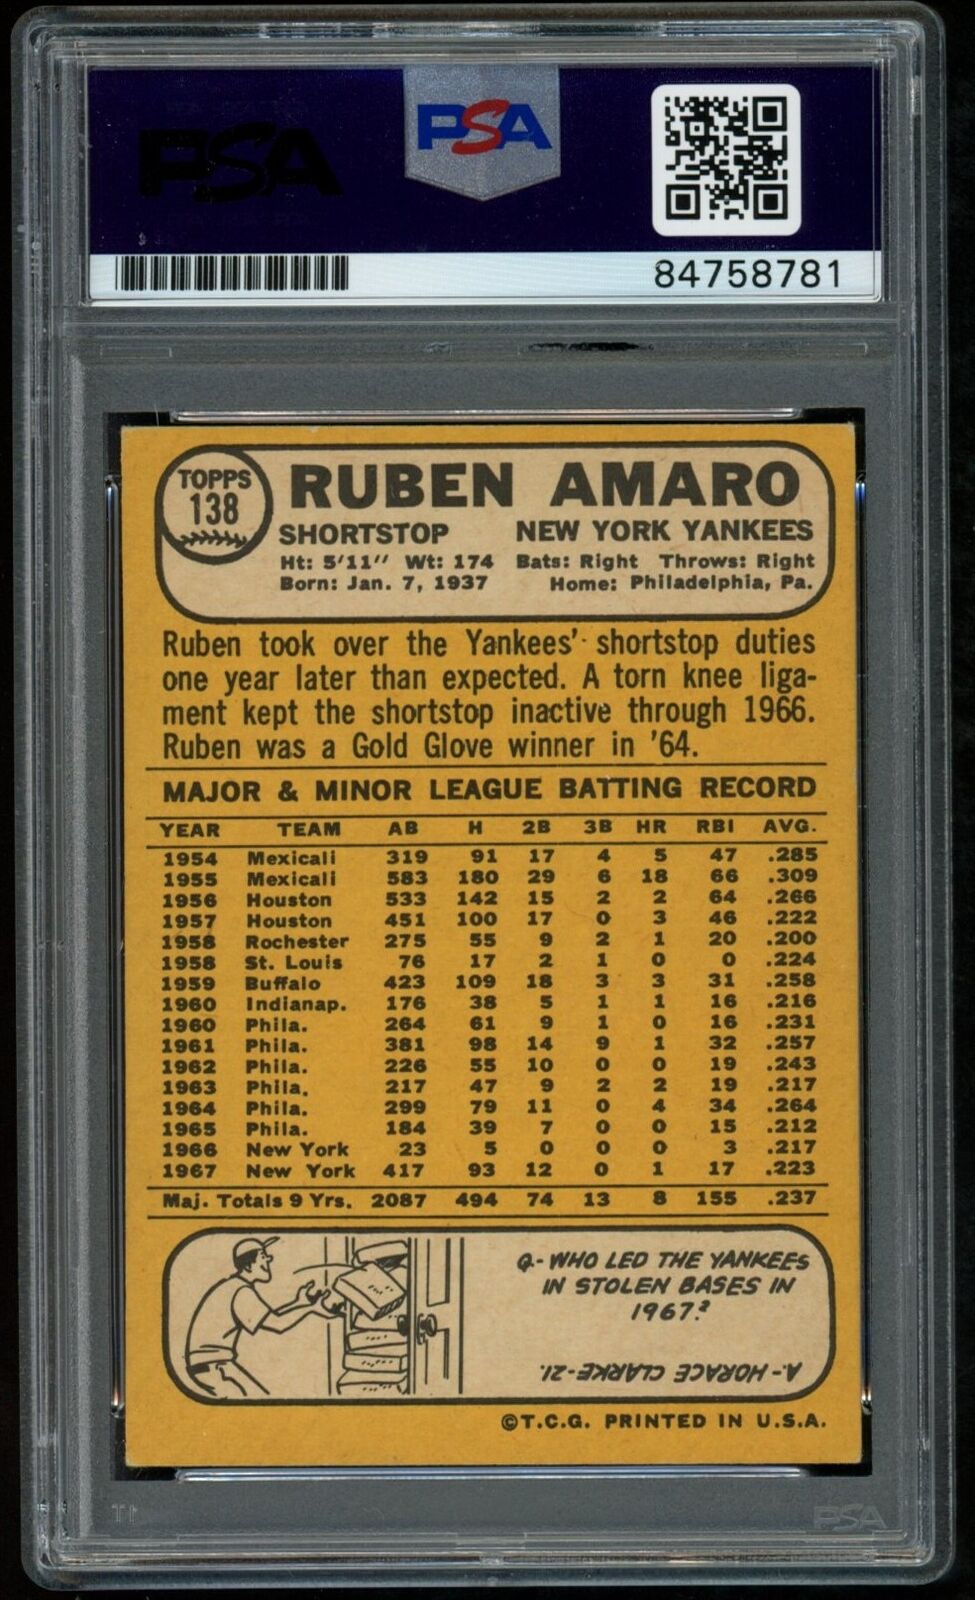 PSA
PSA
84758781
TOPPS
138
RUBEN AMARO
SHORTSTOP NEW YORK YANKEES
Ht: 5'11" Wt: 174 Bats: Right Throws: Right
Born: Jan. 7, 1937 Home: Philadelphia, Pa.
Ruben took over the Yankees' shortstop duties
one year later than expected. A torn knee liga-
ment kept the shortstop inactive through 1966.
Ruben was a Gold Glove winner in '64.
MAJOR & MINOR LEAGUE BATTING RECORD
YEAR TEAM AB H 2B 3B HR RBI AVG.
1954 Mexicali 319 91 17 4 5 47 .285
1955 Mexicali 583 180 29 6 18 66 .309
1956 Houston 533 142 15 2 2 64 .266
1957 Houston 451 100 17 0 3 46 .222
1958 Rochester 275 55 9 2 1 20 .200
1958 St. Louis 76 17 2 1 0 0 .224
1959 Buffalo 423 109 18 3 3 31 .258
1960 Indianap. 176 38 5 1 1 16 .216
1960 Phila. 264 61 9 1 0 16 .231
1961 Phila. 381 98 14 9 1 32 .257
1962 Phila. 226 55 10 0 0 19 .243
1963 Phila. 217 47 9 2 2 19 .217
1964 Phila. 299 79 11 0 4 34 .264
1965 Phila. 184 39 7 0 0 15 .212
1966 New York 23 5 0 0 0 3 .217
1967 New York 417 93 12 0 1 17 .223
Maj. Totals 9 Yrs. 2087 494 74 13 8 155 .237
Q-WHO LED THE YANKEES
IN STOLEN BASES IN
1967?
A-HORACE CLARKE-21.
©T.C.G. PRINTED IN U.S.A.
T1
PSA